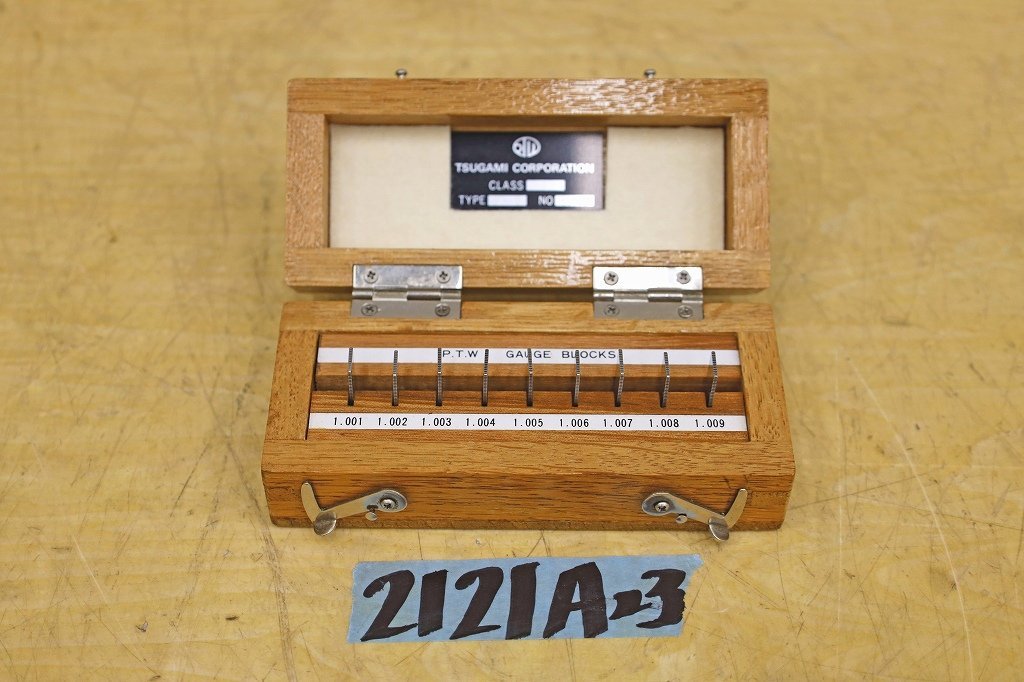 TSUGAMI CORPORATION
CLASS
TYPE NO
P.T.W GAUGE BLOCKS
1.001 1.002 1.003 1.004 1.005 1.006 1.007 1.008 1.009
2121A-23